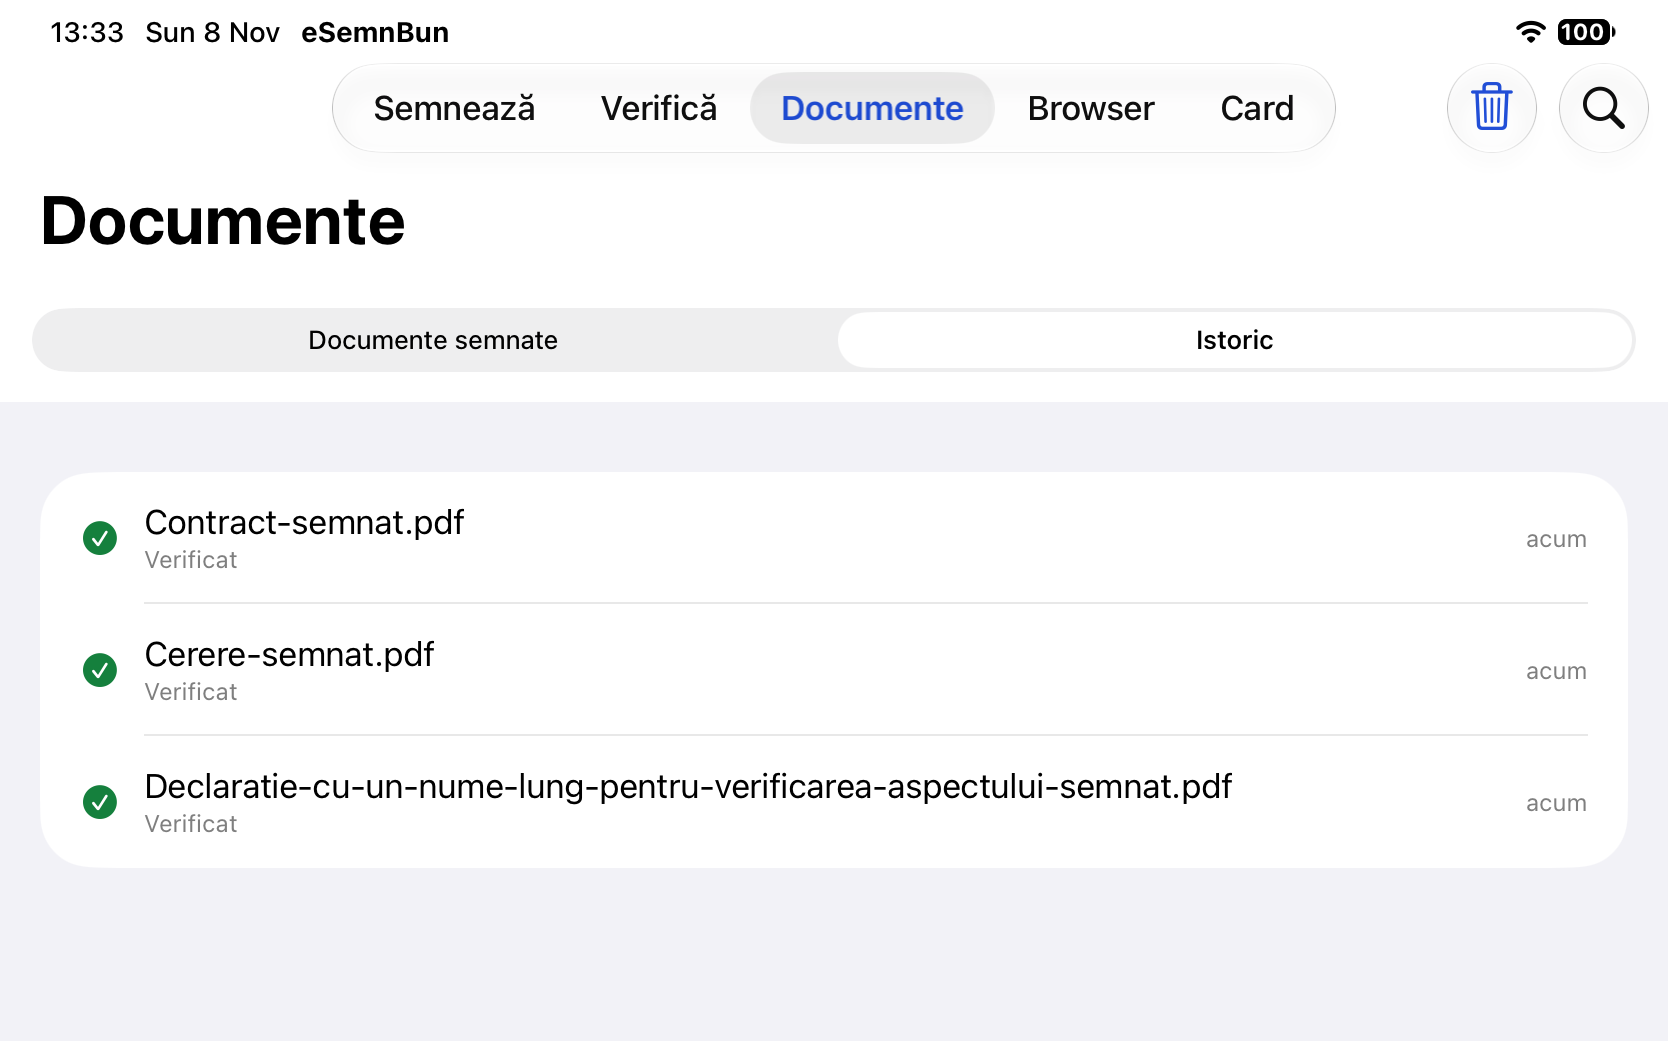 13:33 Sun 8 Nov eSemnBun 100
Semnează Verifică Documente Browser Card
Documente
Documente semnate Istoric
Contract-semnat.pdf
Verificat
acum
Cerere-semnat.pdf
Verificat
acum
Declaratie-cu-un-nume-lung-pentru-verificarea-aspectului-semnat.pdf
Verificat
acum